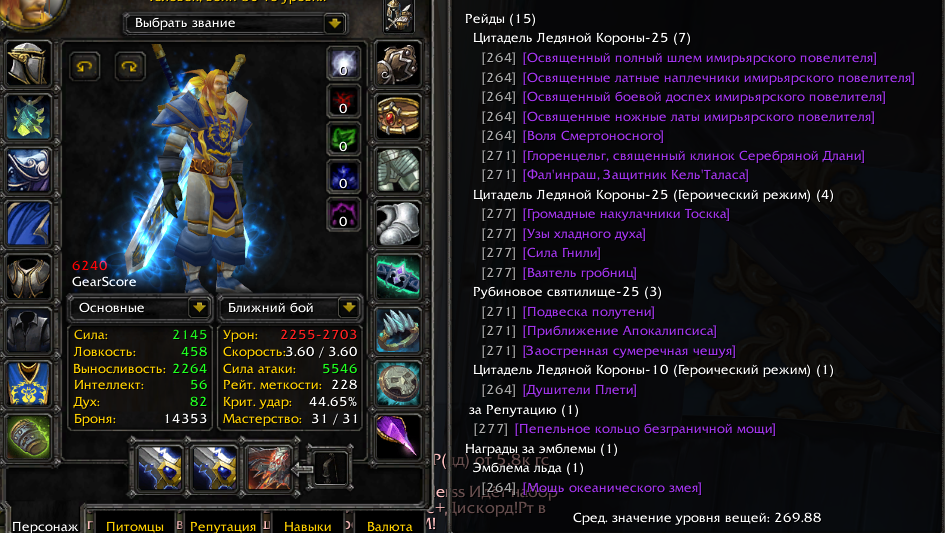 Выбрать звание
0
0
0
0
0
6240
GearScore
Основные
Ближний бой
Сила: 2145
Ловкость: 458
Выносливость: 2264
Интеллект: 56
Дух: 82
Броня: 14353
Урон: 2255-2703
Скорость: 3.60 / 3.60
Сила атаки: 5546
Рейт. меткости: 228
Крит. удар: 44.65%
Мастерство: 31 / 31
Персонаж
Питомцы
Репутация
Навыки
Валюта
Рейды (15)
Цитадель Ледяной Короны-25 (7)
[264] [Освященный полный шлем имирьярского повелителя]
[264] [Освященные латные наплечники имирьярского повелителя]
[264] [Освященный боевой доспех имирьярского повелителя]
[264] [Освященные ножные латы имирьярского повелителя]
[264] [Воля Смертоносного]
[271] [Глоренцельг, священный клинок Серебряной Длани]
[271] [Фал'инраш, Защитник Кель'Таласа]
Цитадель Ледяной Короны-25 (Героический режим) (4)
[277] [Громадные накулачники Тоскка]
[277] [Узы хладного духа]
[277] [Сила Гнили]
[277] [Ваятель гробниц]
Рубиновое святилище-25 (3)
[271] [Подвеска полутени]
[271] [Приближение Апокалипсиса]
[271] [Заостренная сумеречная чешуя]
Цитадель Ледяной Короны-10 (Героический режим) (1)
[264] [Душители Плети]
за Репутацию (1)
[277] [Пепельное кольцо безграничной мощи]
Награды за эмблемы (1)
Эмблема льда (1)
[264] [Мощь океанического змея]
Сред. значение уровня вещей: 269.88
от 5.8к гс
Идет набор
Дискорд!Рт в